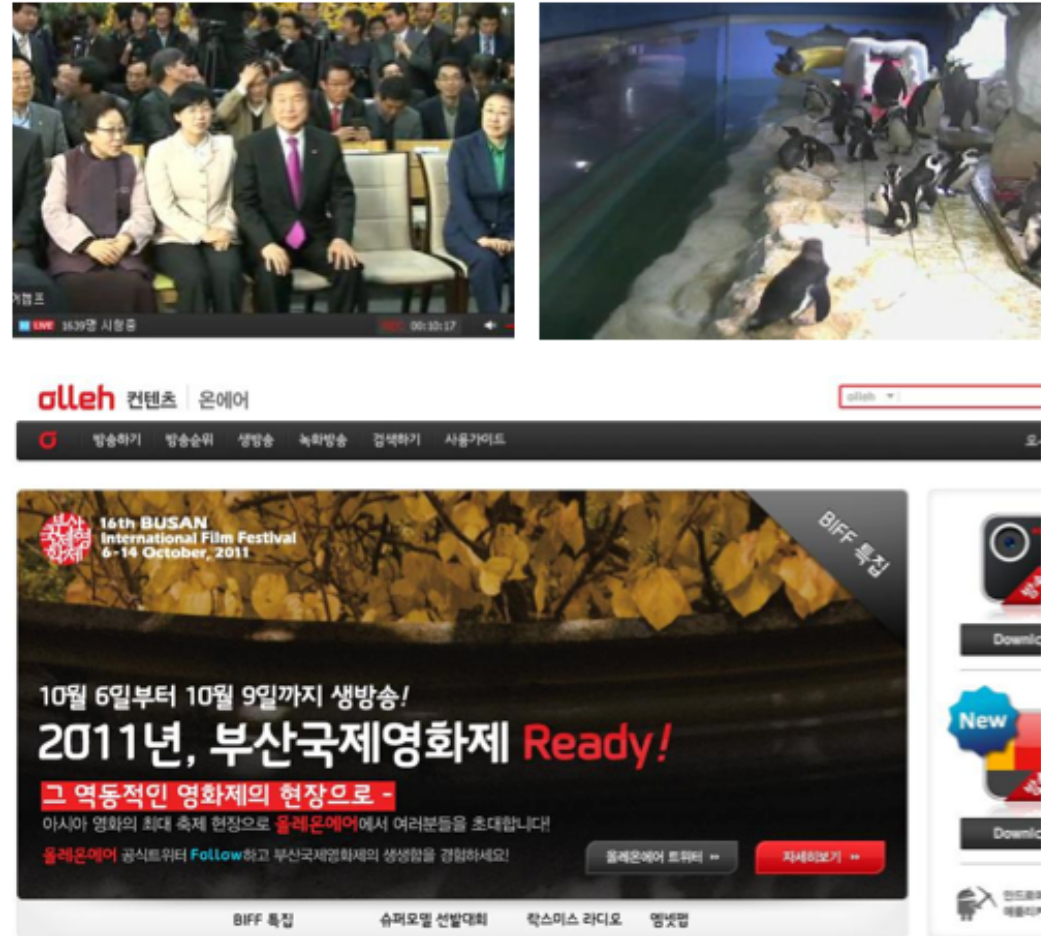 LIVE 1639명 시청중
REC 00:10:17
olleh 컨텐츠 온에어
olleh
방송하기 방송순위 생방송 녹화방송 검색하기 사용가이드
부산국제영화제
16th BUSAN
International Film Festival
6-14 October, 2011
BIFF 특집
10월 6일부터 10월 9일까지 생방송!
2011년, 부산국제영화제 Ready!
그 역동적인 영화제의 현장으로 -
아시아 영화의 최대 축제 현장으로 올레온에어에서 여러분들을 초대합니다!
올레온에어 공식트위터 Follow하고 부산국제영화제의 생생함을 경험하세요!
올레온에어 트위터
자세히보기
New
BIFF 특집 슈퍼모델 선발대회 칵스미스 라디오 엠넷펍